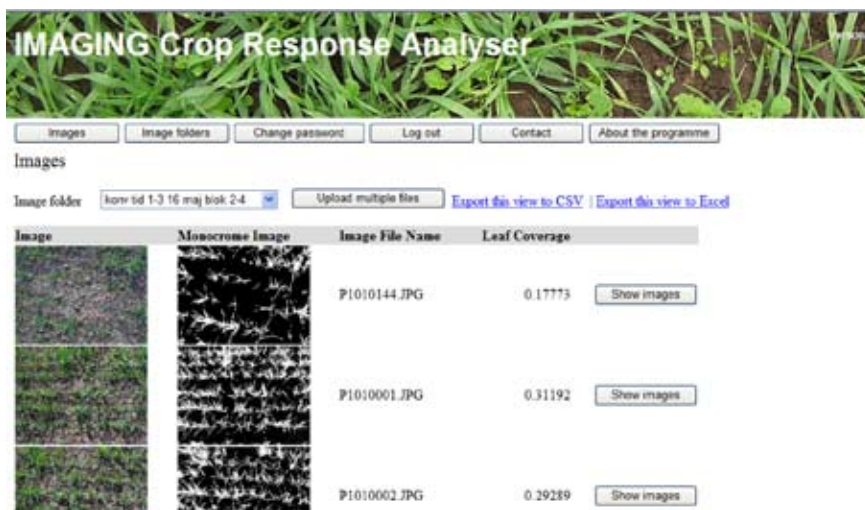 IMAGING Crop Response Analyser
Images Image folders Change password Log out Contact About the programme
Images
Image folder konv tid 1-3 16 maj blok 2-4 Upload multiple files Export this view to CSV | Export this view to Excel
Image Monocrome Image Image File Name Leaf Coverage
P1010144.JPG 0.17773 Show images
P1010001.JPG 0.31192 Show images
P1010002.JPG 0.29289 Show images